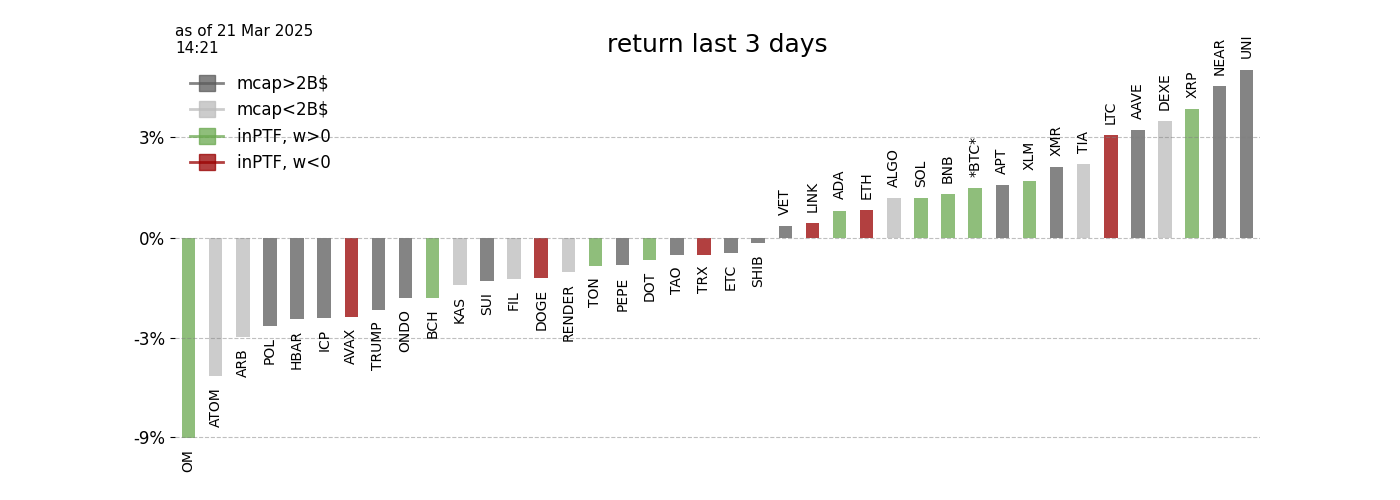 as of 21 Mar 2025
14:21
return last 3 days
mcap>2B$
mcap<2B$
inPTF, w>0
inPTF, w<0
3%
0%
-3%
-9%
OM
ATOM
ARB
POL
HBAR
ICP
AVAX
TRUMP
ONDO
BCH
KAS
SUI
FIL
DOGE
RENDER
TON
PEPE
DOT
TAO
TRX
ETC
SHIB
VET
LINK
ADA
ETH
ALGO
SOL
BNB
*BTC*
APT
XLM
XMR
TIA
LTC
AAVE
DEXE
XRP
NEAR
UNI